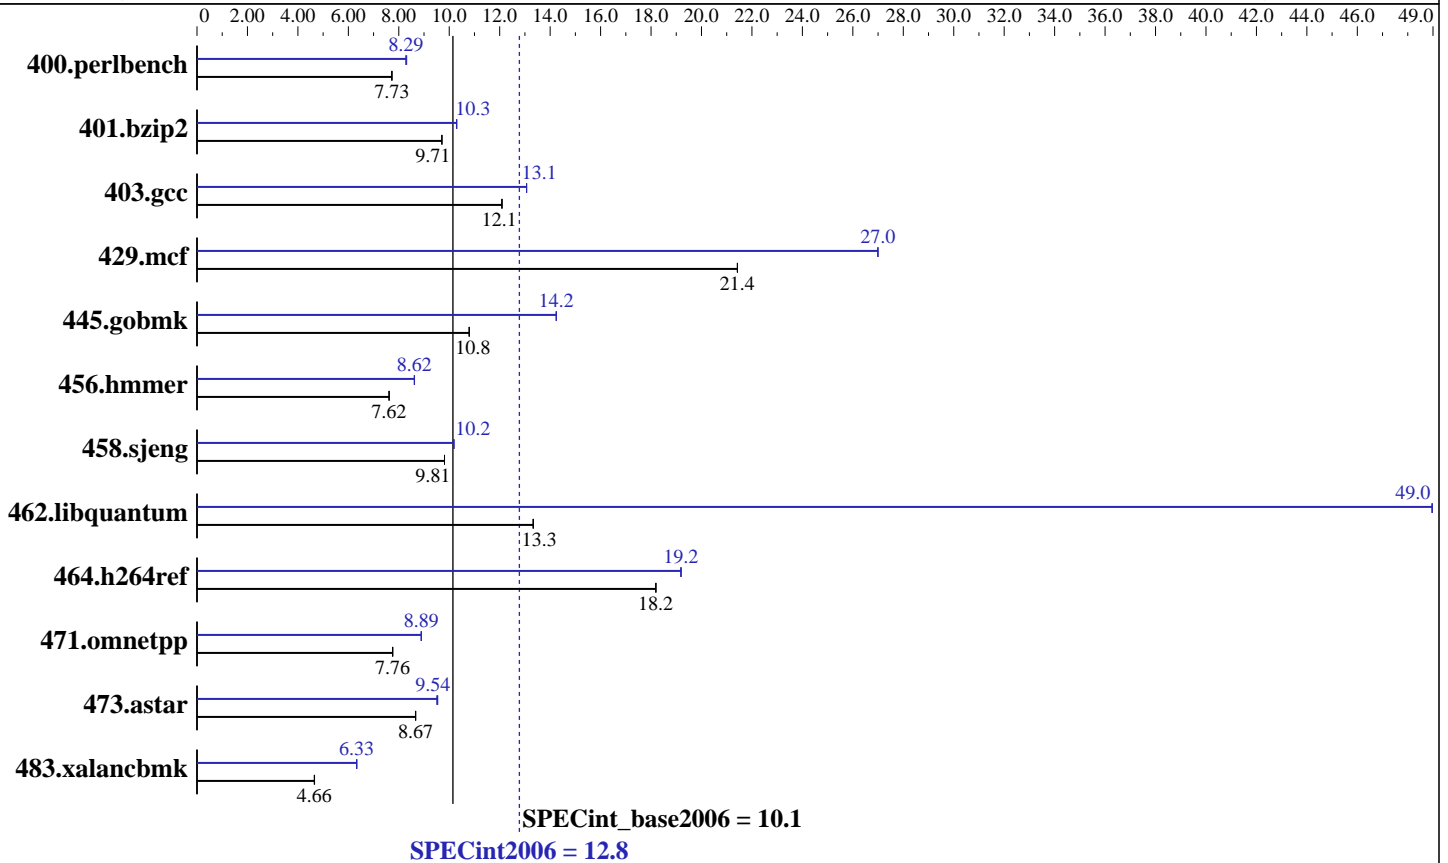 0 2.00 4.00 6.00 8.00 10.0 12.0 14.0 16.0 18.0 20.0 22.0 24.0 26.0 28.0 30.0 32.0 34.0 36.0 38.0 40.0 42.0 44.0 46.0 49.0
8.29
400.perlbench
7.73
10.3
401.bzip2
9.71
13.1
403.gcc
12.1
27.0
429.mcf
21.4
14.2
445.gobmk
10.8
8.62
456.hmmer
7.62
10.2
458.sjeng
9.81
49.0
462.libquantum
13.3
19.2
464.h264ref
18.2
8.89
471.omnetpp
7.76
9.54
473.astar
8.67
6.33
483.xalancbmk
4.66
SPECint_base2006 = 10.1
SPECint2006 = 12.8